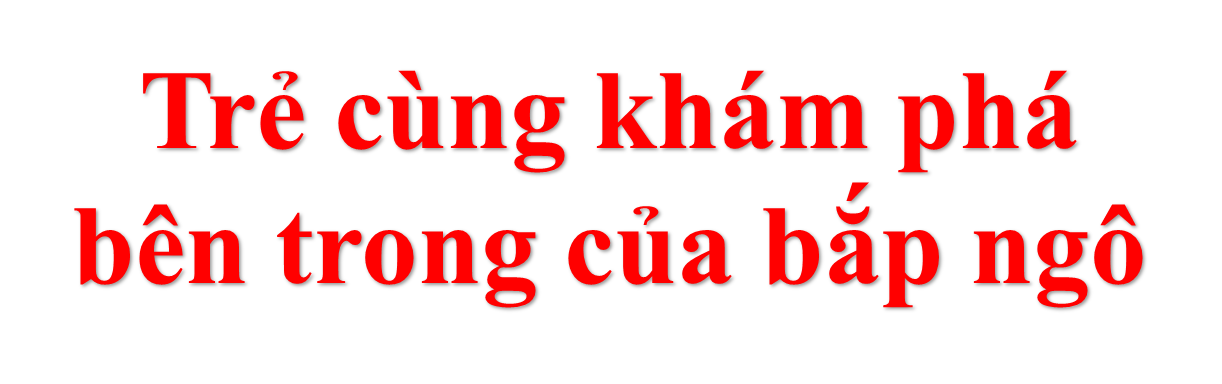 Trẻ cùng khám phá
bên trong của bắp ngô